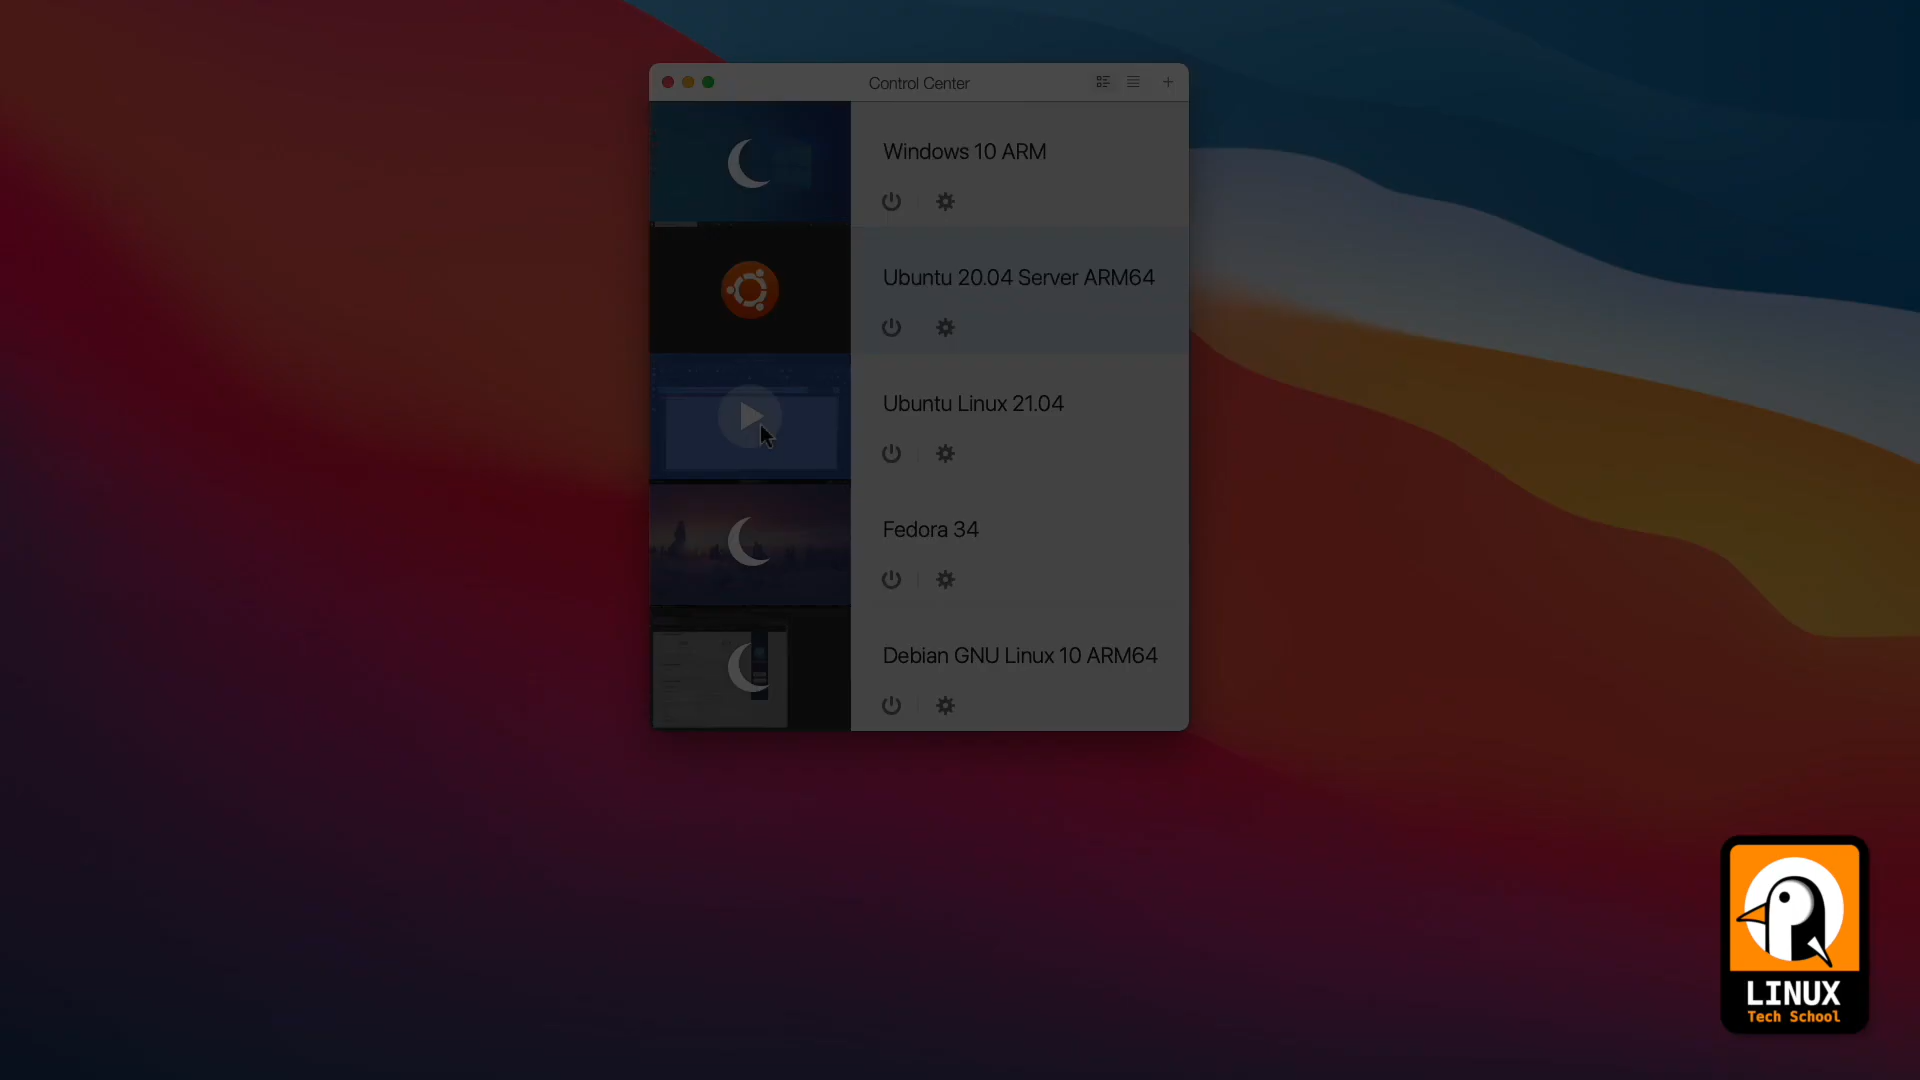 Control Center
Windows 10 ARM
Ubuntu 20.04 Server ARM64
Ubuntu Linux 21.04
Fedora 34
Debian GNU Linux 10 ARM64
LINUX
Tech School